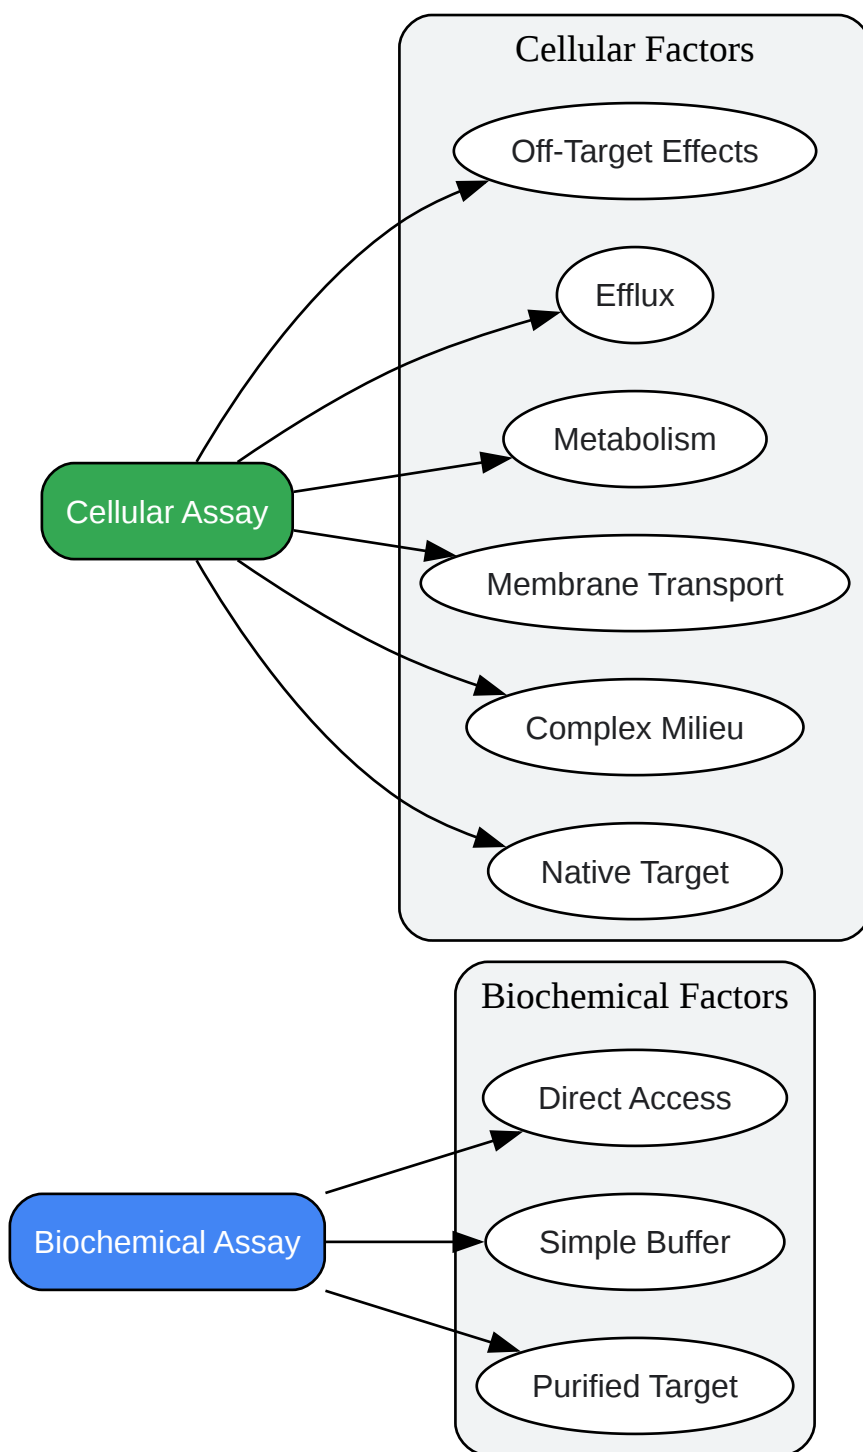 Cellular Factors
Off-Target Effects
Efflux
Metabolism
Cellular Assay
Membrane Transport
Complex Milieu
Native Target
Biochemical Factors
Direct Access
Biochemical Assay
Simple Buffer
Purified Target